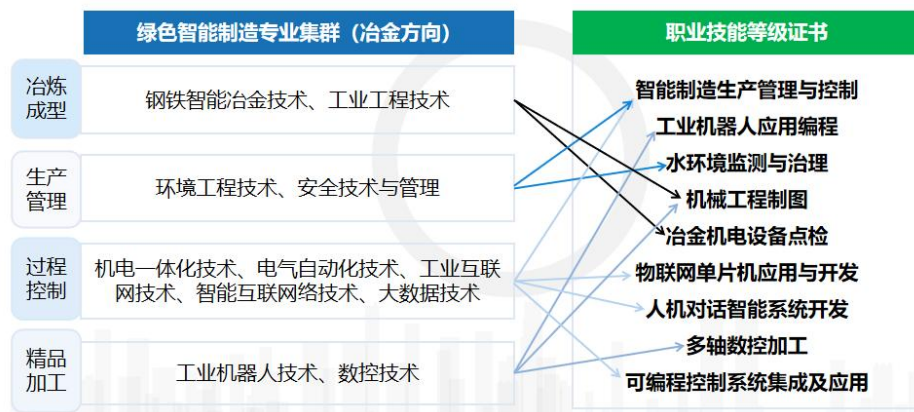 绿色智能制造专业集群（冶金方向）
职业技能等级证书
冶炼
成型
钢铁智能冶金技术、工业工程技术
生产
管理
环境工程技术、安全技术与管理
过程
控制
机电一体化技术、电气自动化技术、工业互联
网技术、智能互联网络技术、大数据技术
精品
加工
工业机器人技术、数控技术
智能制造生产管理与控制
工业机器人应用编程
水环境监测与治理
机械工程制图
冶金机电设备点检
物联网单片机应用与开发
人机对话智能系统开发
多轴数控加工
可编程控制系统集成及应用